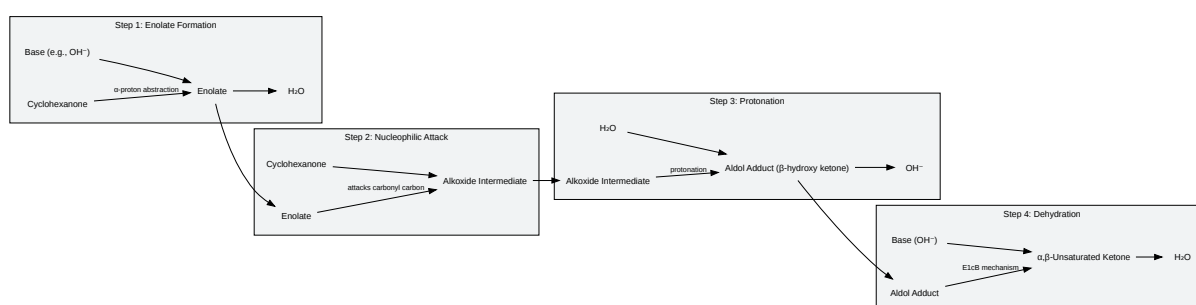 Step 1: Enolate Formation
Base (e.g., OH⁻)
α-proton abstraction
Enolate
H₂O
Cyclohexanone
Step 2: Nucleophilic Attack
Cyclohexanone
attacks carbonyl carbon
Alkoxide Intermediate
Enolate
Step 3: Protonation
H₂O
protonation
Aldol Adduct (β-hydroxy ketone)
OH⁻
Alkoxide Intermediate
Step 4: Dehydration
Base (OH⁻)
E1cB mechanism
α,β-Unsaturated Ketone
H₂O
Aldol Adduct